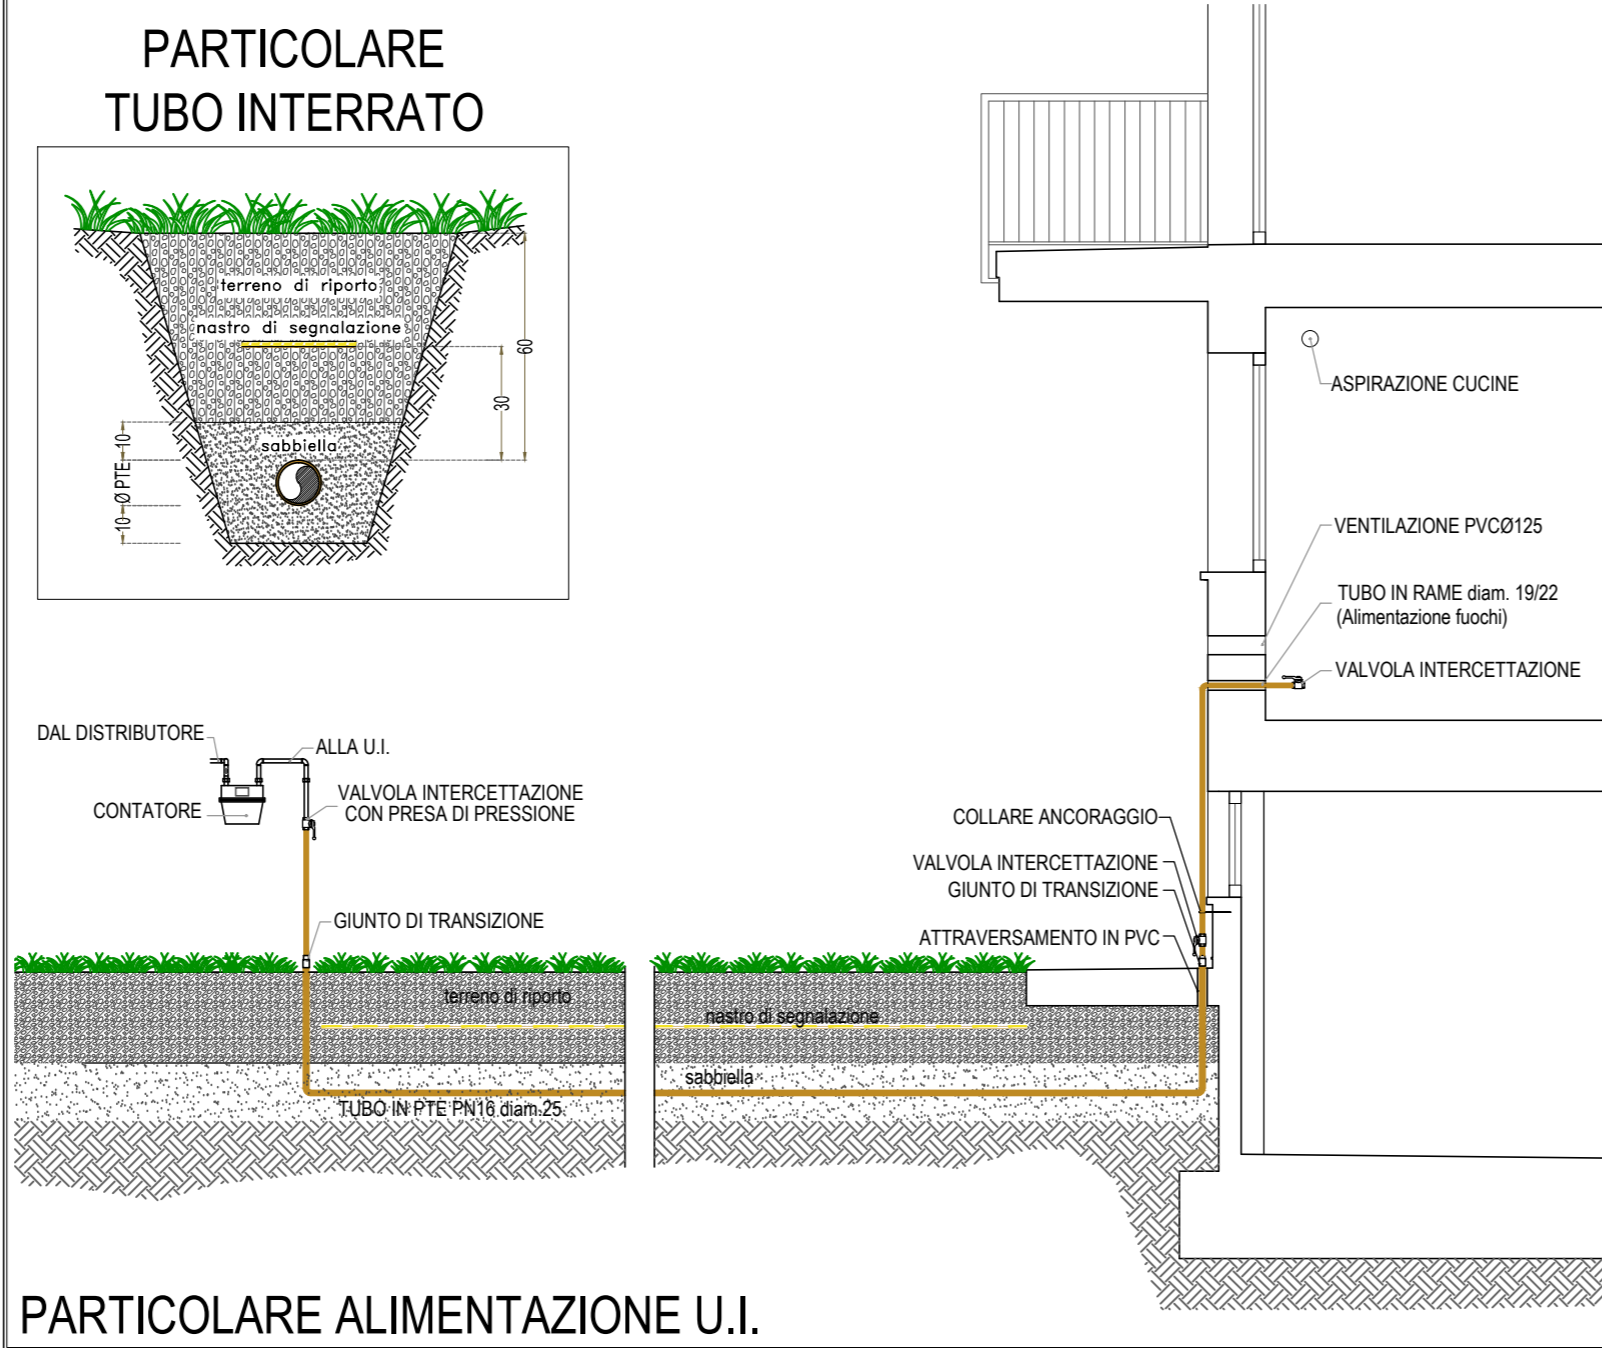 PARTICOLARE
TUBO INTERRATO
terreno di riporto
nastro di segnalazione
60
30
sabbiella
10
Ø PTE
10
ASPIRAZIONE CUCINE
VENTILAZIONE PVCØ125
TUBO IN RAME diam. 19/22
(Alimentazione fuochi)
VALVOLA INTERCETTAZIONE
DAL DISTRIBUTORE
ALLA U.I.
CONTATORE
VALVOLA INTERCETTAZIONE
CON PRESA DI PRESSIONE
GIUNTO DI TRANSIZIONE
COLLARE ANCORAGGIO
VALVOLA INTERCETTAZIONE
GIUNTO DI TRANSIZIONE
ATTRAVERSAMENTO IN PVC
terreno di riporto
nastro di segnalazione
sabbiella
TUBO IN PTE PN16 diam.25
PARTICOLARE ALIMENTAZIONE U.I.